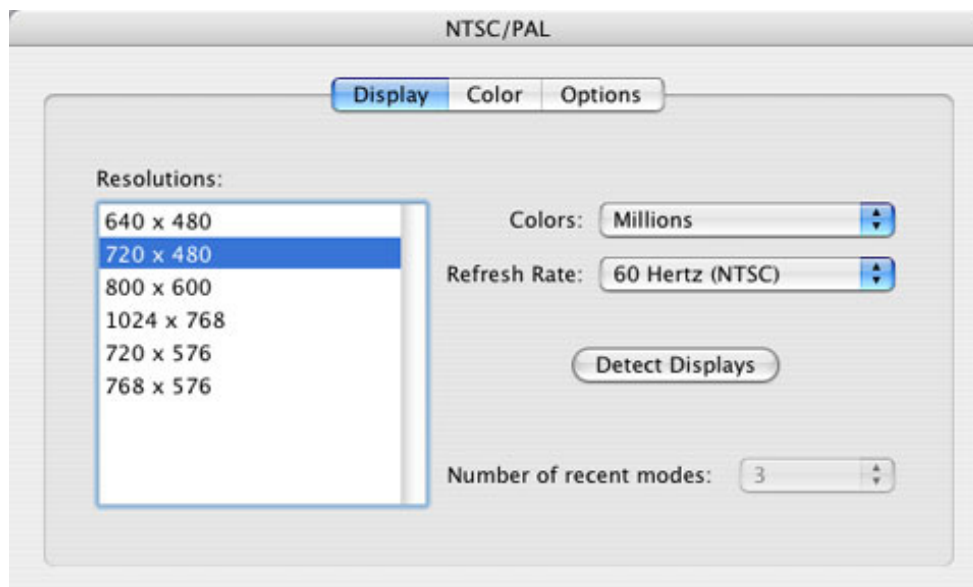 NTSC/PAL
Display Color Options
Resolutions:
640 x 480
720 x 480
800 x 600
1024 x 768
720 x 576
768 x 576
Colors: Millions
Refresh Rate: 60 Hertz (NTSC)
Detect Displays
Number of recent modes: 3